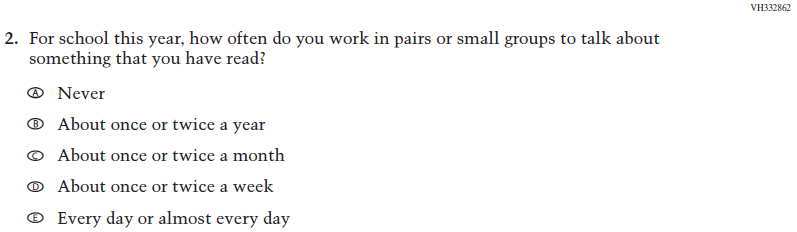 VH332862
2. For school this year, how often do you work in pairs or small groups to talk about
something that you have read?
A Never
B About once or twice a year
C About once or twice a month
D About once or twice a week
E Every day or almost every day